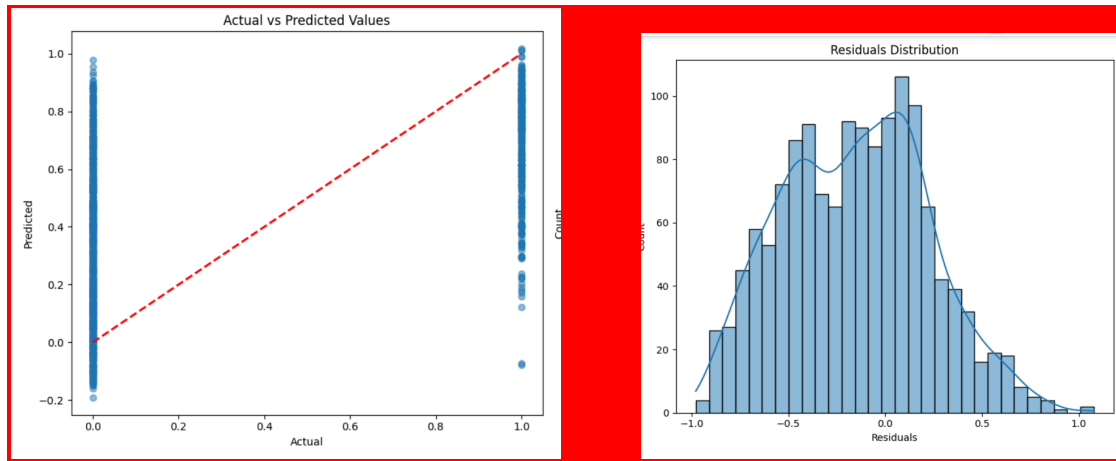 Actual vs Predicted Values
1.0
0.8
0.6
0.4
0.2
0.0
−0.2
Predicted
0.0 0.2 0.4 0.6 0.8 1.0
Actual
Count
Residuals Distribution
100
80
60
40
20
0
Count
−1.0 −0.5 0.0 0.5 1.0
Residuals